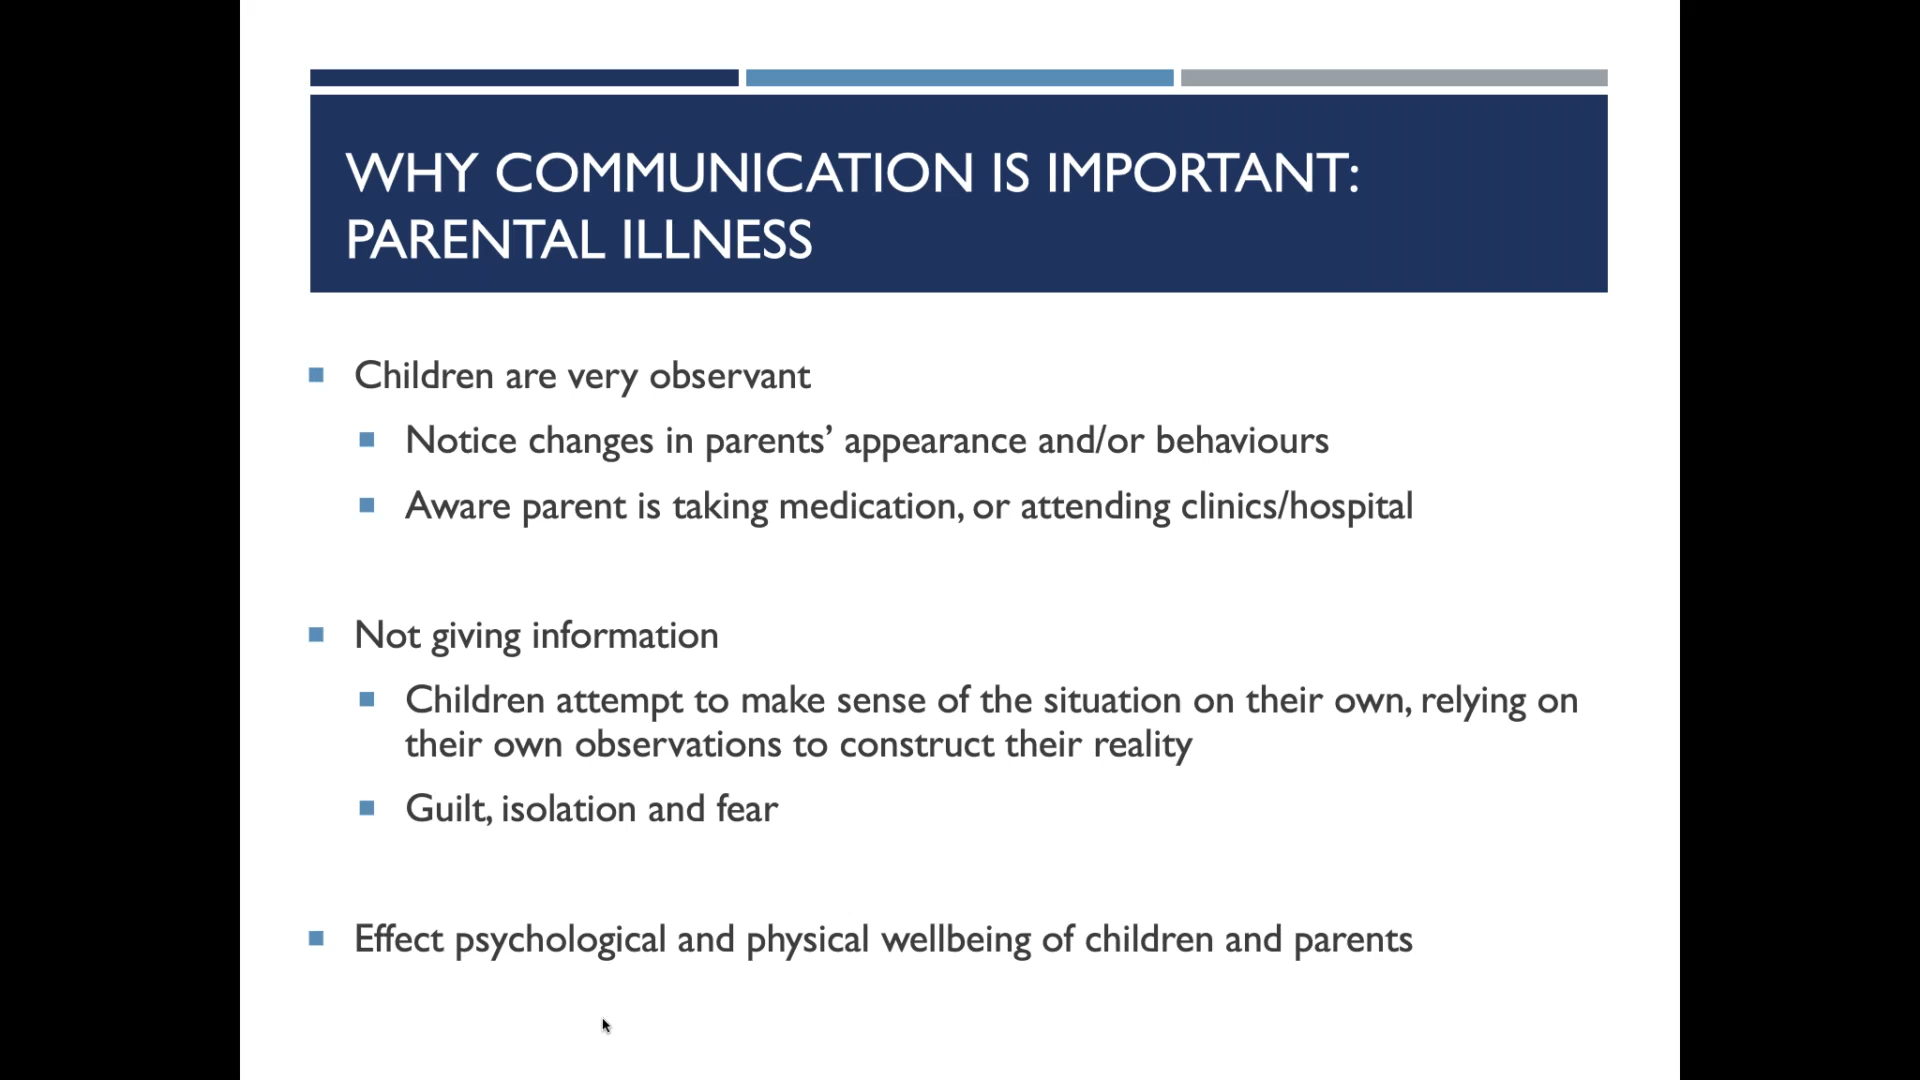 WHY COMMUNICATION IS IMPORTANT:
PARENTAL ILLNESS
Children are very observant
Notice changes in parents’ appearance and/or behaviours
Aware parent is taking medication, or attending clinics/hospital
Not giving information
Children attempt to make sense of the situation on their own, relying on
their own observations to construct their reality
Guilt, isolation and fear
Effect psychological and physical wellbeing of children and parents